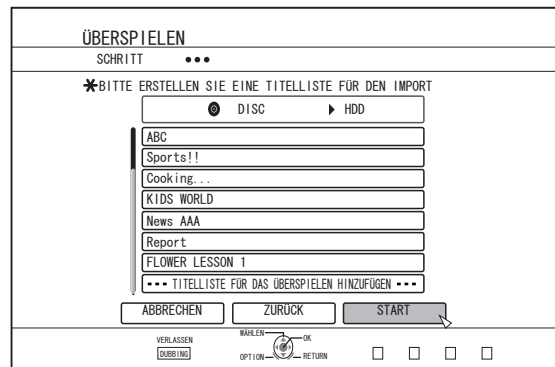 ÜBERSPIELEN
SCHRITT •••
*BITTE ERSTELLEN SIE EINE TITELLISTE FÜR DEN IMPORT
DISC ▶ HDD
ABC
Sports!!
Cooking...
KIDS WORLD
News AAA
Report
FLOWER LESSON 1
--- TITELLISTE FÜR DAS ÜBERSPIELEN HINZUFÜGEN ---
ABBRECHEN ZURÜCK START
VERLASSEN
DUBBING
WÄHLEN OK
OPTION RETURN